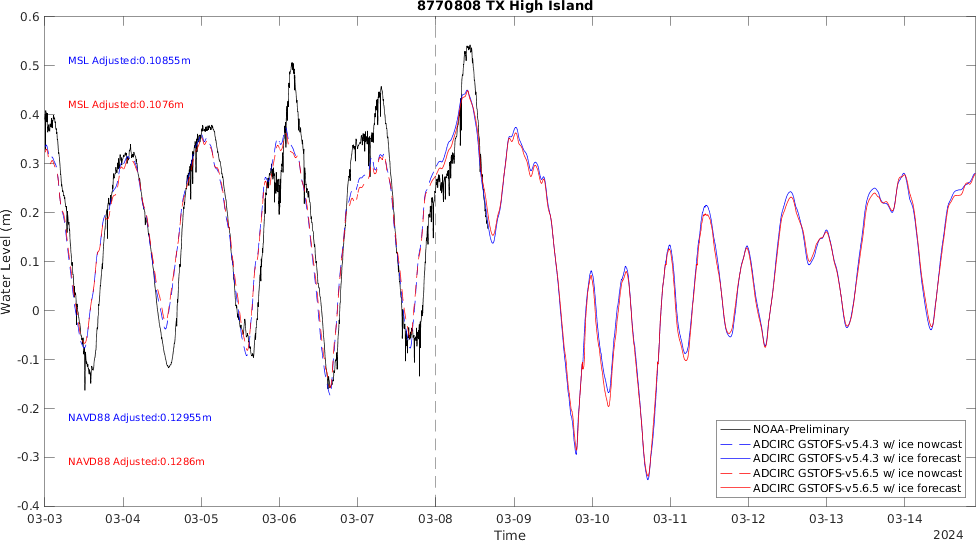 8770808 TX High Island
0.6
0.5
0.4
0.3
0.2
0.1
0
-0.1
-0.2
-0.3
-0.4
Water Level (m)
MSL Adjusted:0.10855m
MSL Adjusted:0.1076m
NAVD88 Adjusted:0.12955m
NAVD88 Adjusted:0.1286m
NOAA-Preliminary
ADCIRC GSTOFS-v5.4.3 w/ ice nowcast
ADCIRC GSTOFS-v5.4.3 w/ ice forecast
ADCIRC GSTOFS-v5.6.5 w/ ice nowcast
ADCIRC GSTOFS-v5.6.5 w/ ice forecast
03-03 03-04 03-05 03-06 03-07 03-08 03-09 03-10 03-11 03-12 03-13 03-14
Time
2024